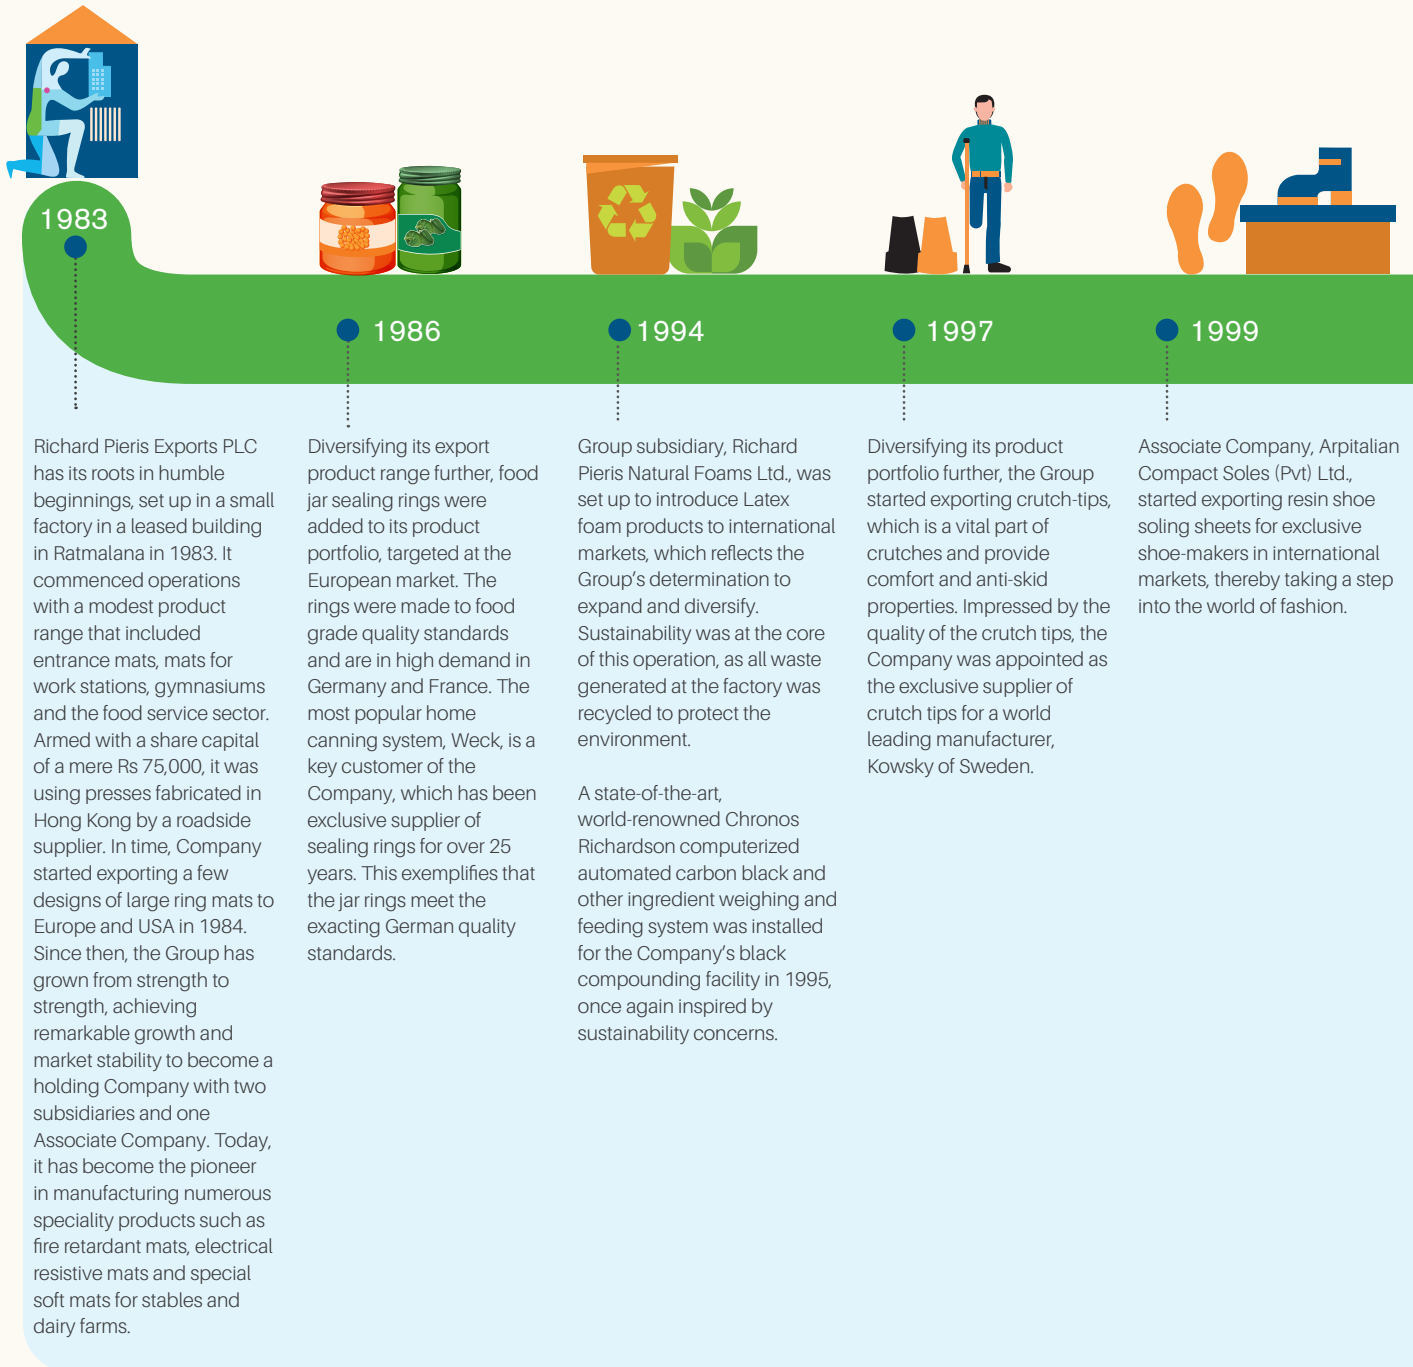 1983
Richard Pieris Exports PLC
has its roots in humble
beginnings, set up in a small
factory in a leased building
in Ratmalana in 1983. It
commenced operations
with a modest product
range that included
entrance mats, mats for
work stations, gymnasiums
and the food service sector.
Armed with a share capital
of a mere Rs 75,000, it was
using presses fabricated in
Hong Kong by a roadside
supplier. In time, Company
started exporting a few
designs of large ring mats to
Europe and USA in 1984.
Since then, the Group has
grown from strength to
strength, achieving
remarkable growth and
market stability to become a
holding Company with two
subsidiaries and one
Associate Company. Today,
it has become the pioneer
in manufacturing numerous
speciality products such as
fire retardant mats, electrical
resistive mats and special
soft mats for stables and
dairy farms.
1986
Diversifying its export
product range further, food
jar sealing rings were
added to its product
portfolio, targeted at the
European market. The
rings were made to food
grade quality standards
and are in high demand in
Germany and France. The
most popular home
canning system, Weck, is a
key customer of the
Company, which has been
exclusive supplier of
sealing rings for over 25
years. This exemplifies that
the jar rings meet the
exacting German quality
standards.
1994
Group subsidiary, Richard
Pieris Natural Foams Ltd., was
set up to introduce Latex
foam products to international
markets, which reflects the
Group's determination to
expand and diversify.
Sustainability was at the core
of this operation, as all waste
generated at the factory was
recycled to protect the
environment.
A state-of-the-art,
world-renowned Chronos
Richardson computerized
automated carbon black and
other ingredient weighing and
feeding system was installed
for the Company's black
compounding facility in 1995,
once again inspired by
sustainability concerns.
1997
Diversifying its product
portfolio further, the Group
started exporting crutch-tips,
which is a vital part of
crutches and provide
comfort and anti-skid
properties. Impressed by the
quality of the crutch tips, the
Company was appointed as
the exclusive supplier of
crutch tips for a world
leading manufacturer,
Kowsky of Sweden.
1999
Associate Company, Arpitalian
Compact Soles (Pvt) Ltd.,
started exporting resin shoe
soling sheets for exclusive
shoe-makers in international
markets, thereby taking a step
into the world of fashion.